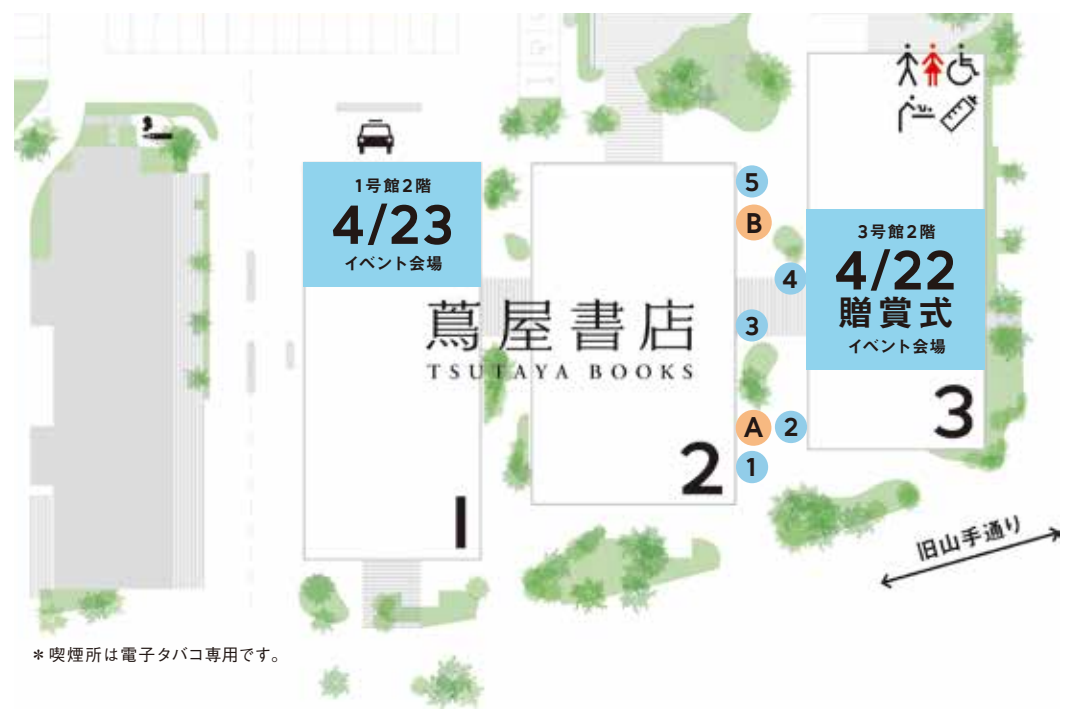 1号館2階
4/23
イベント会場
5
B
4
3
3号館2階
4/22
贈賞式
イベント会場
蔦屋書店
TSUTAYA BOOKS
A
2
1
3
2
1
旧山手通り
＊喫煙所は電子タバコ専用です。